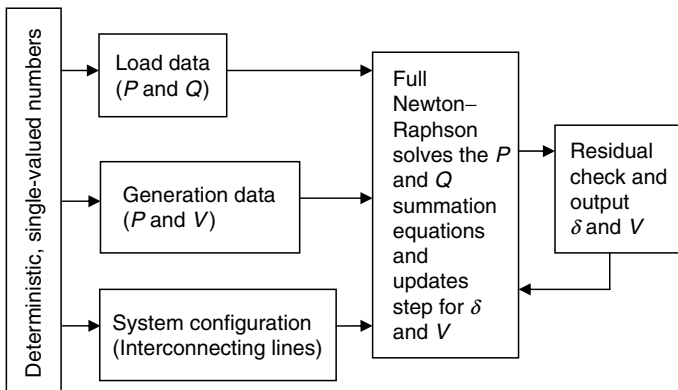 Deterministic, single-valued numbers
Load data
(P and Q)
Generation data
(P and V)
System configuration
(Interconnecting lines)
Full
Newton–
Raphson
solves the P
and Q
summation
equations
and
updates
step for δ
and V
Residual
check and
output
δ and V